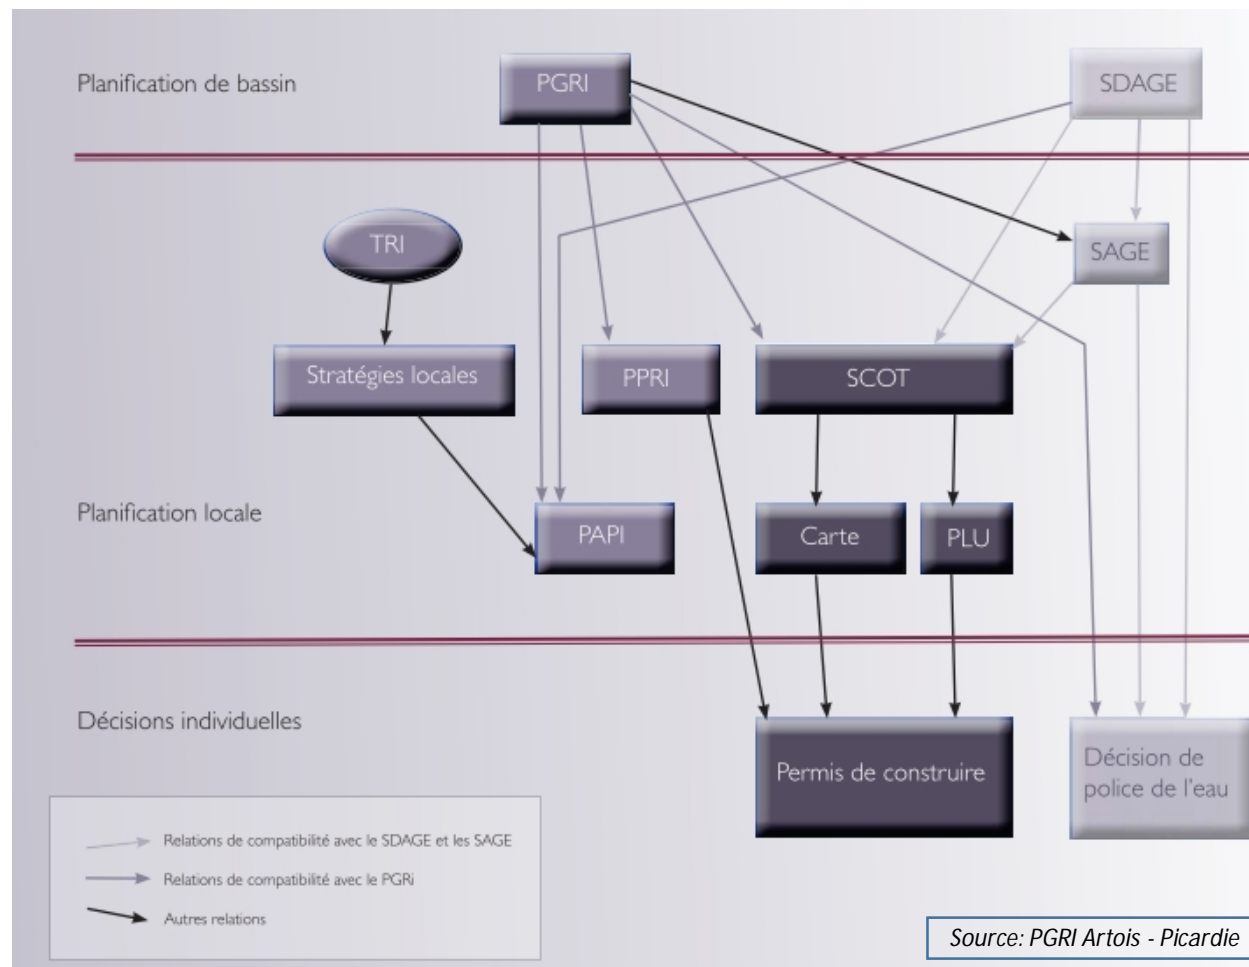 Planification de bassin
PGRI
SDAGE
TRI
SAGE
Stratégies locales
PPRI
SCOT
Planification locale
PAPI
Carte
PLU
Décisions individuelles
Permis de construire
Décision de
police de l'eau
Relations de compatibilité avec le SDAGE et les SAGE
Relations de compatibilité avec le PGRi
Autres relations
Source: PGRI Artois - Picardie